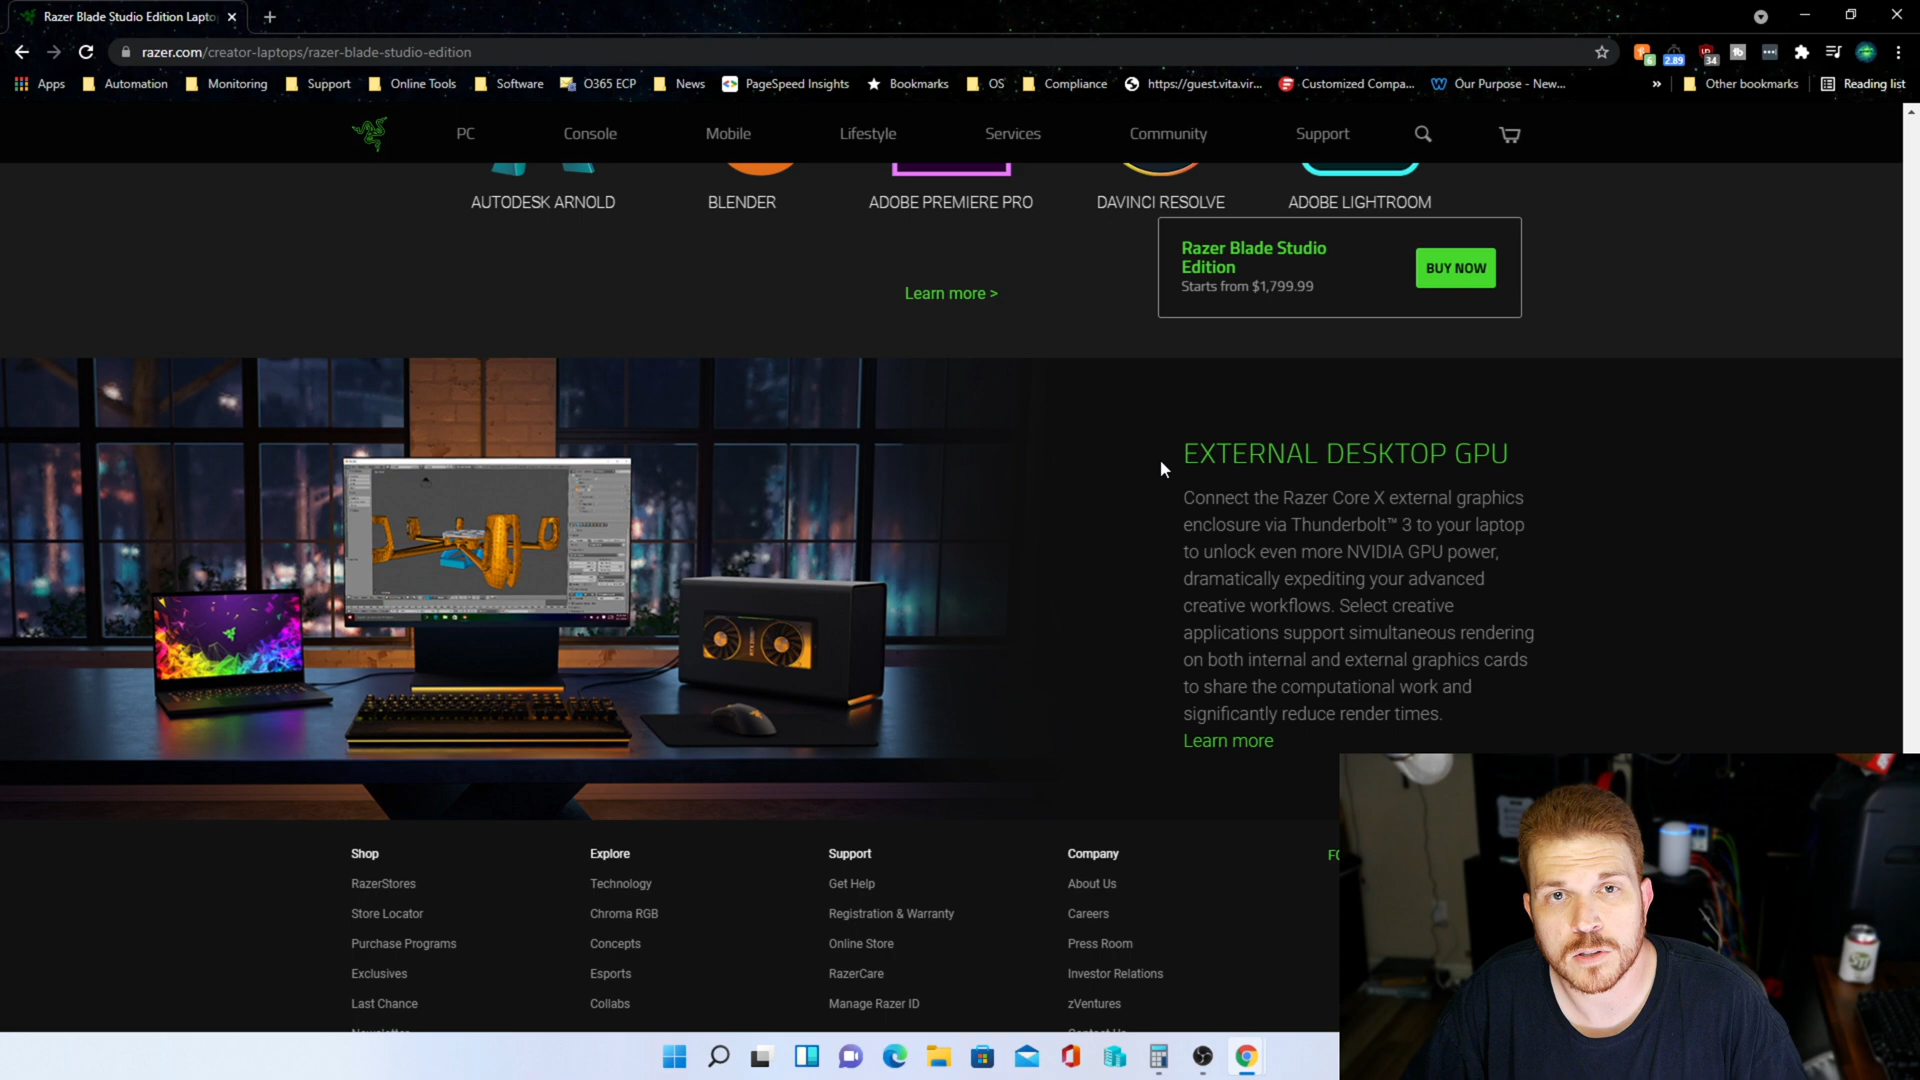 Razer Blade Studio Edition Lapto
razer.com/creator-laptops/razer-blade-studio-edition
6
2.89
34
Apps
Automation
Monitoring
Support
Online Tools
Software
O365 ECP
News
PageSpeed Insights
Bookmarks
OS
Compliance
https://guest.vita.vir...
Customized Compa...
Our Purpose - New...
»
Other bookmarks
Reading list
PC
Console
Mobile
Lifestyle
Services
Community
Support
AUTODESK ARNOLD
BLENDER
ADOBE PREMIERE PRO
DAVINCI RESOLVE
ADOBE LIGHTROOM
Razer Blade Studio
Edition
Starts from $1,799.99
BUY NOW
Learn more >
EXTERNAL DESKTOP GPU
Connect the Razer Core X external graphics
enclosure via Thunderbolt™ 3 to your laptop
to unlock even more NVIDIA GPU power,
dramatically expediting your advanced
creative workflows. Select creative
applications support simultaneous rendering
on both internal and external graphics cards
to share the computational work and
significantly reduce render times.
Learn more
Shop
Explore
Support
Company
FO
RazerStores
Technology
Get Help
About Us
Store Locator
Chroma RGB
Registration & Warranty
Careers
Purchase Programs
Concepts
Online Store
Press Room
Exclusives
Esports
RazerCare
Investor Relations
Last Chance
Collabs
Manage Razer ID
zVentures